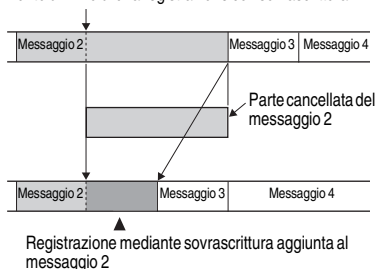 Messaggio 2
Messaggio 3
Messaggio 4
Parte cancellata del
messaggio 2
Messaggio 2
Messaggio 3
Messaggio 4
Registrazione mediante sovrascrittura aggiunta al
messaggio 2